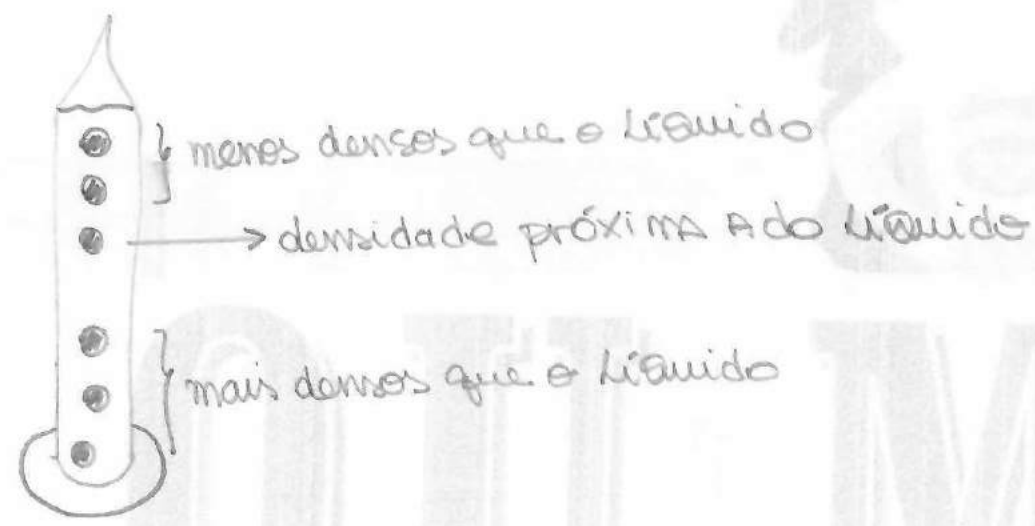 menos densos que o líquido
densidade próxima A do líquido
mais densos que o líquido